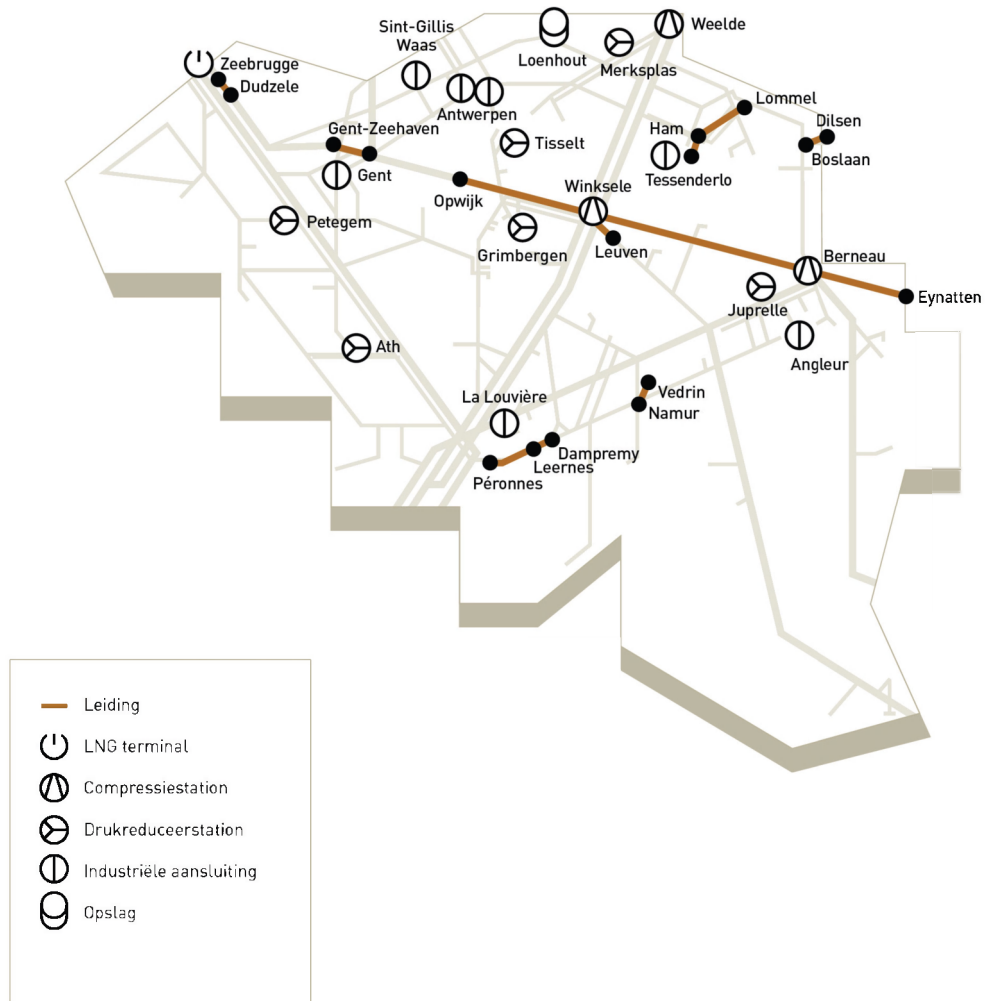 Sint-Gillis
Waas
Weelde
Loenhout
Merksplas
Zeebrugge
Dudzele
Antwerpen
Lommel
Gent-Zeehaven
Ham
Dilsen
Tisselt
Boslaan
Gent
Tessenderlo
Winksele
Opwijk
Petegem
Grimbergen
Leuven
Berneau
Eynatten
Juprelle
Ath
Angleur
La Louvière
Vedrin
Namur
Dampremy
Leernes
Péronnes
Leiding
LNG terminal
Compressiestation
Drukreduceerstation
Industriële aansluiting
Opslag